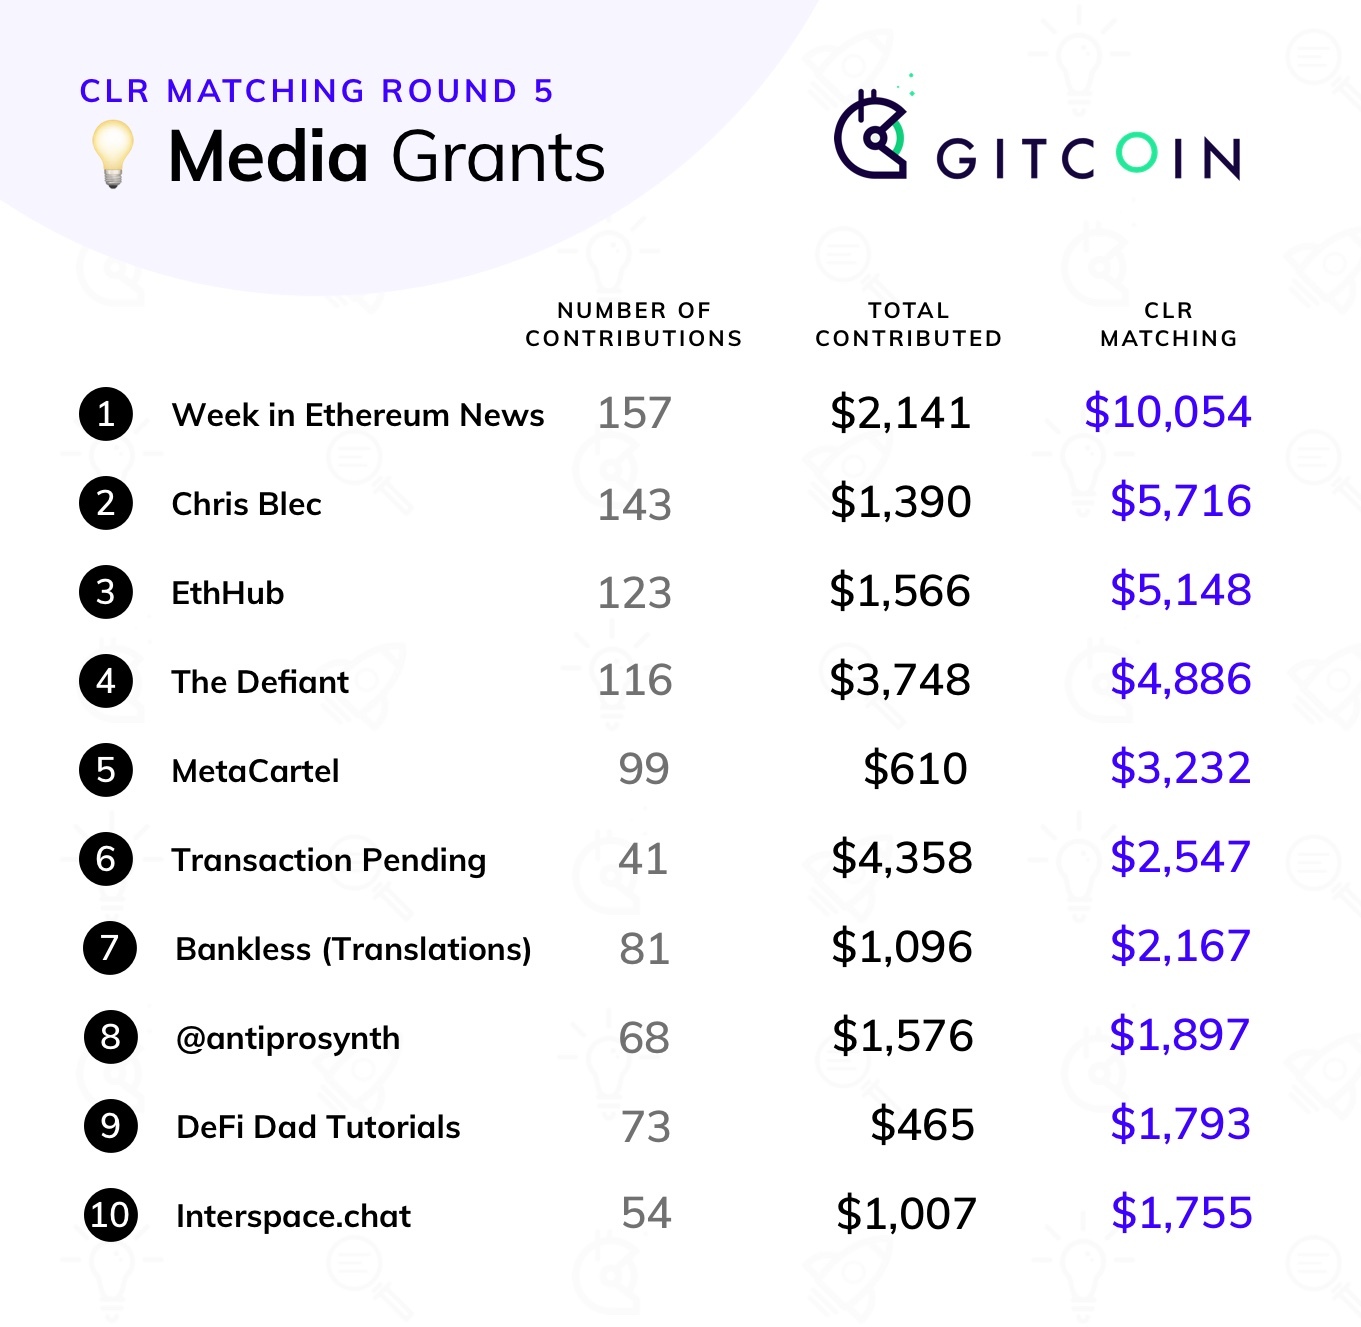 CLR MATCHING ROUND 5
Media Grants
GITCOIN
NUMBER OF CONTRIBUTIONS TOTAL CONTRIBUTED CLR MATCHING
1 Week in Ethereum News 157 $2,141 $10,054
2 Chris Blec 143 $1,390 $5,716
3 EthHub 123 $1,566 $5,148
4 The Defiant 116 $3,748 $4,886
5 MetaCartel 99 $610 $3,232
6 Transaction Pending 41 $4,358 $2,547
7 Bankless (Translations) 81 $1,096 $2,167
8 @antiprosynth 68 $1,576 $1,897
9 DeFi Dad Tutorials 73 $465 $1,793
10 Interspace.chat 54 $1,007 $1,755